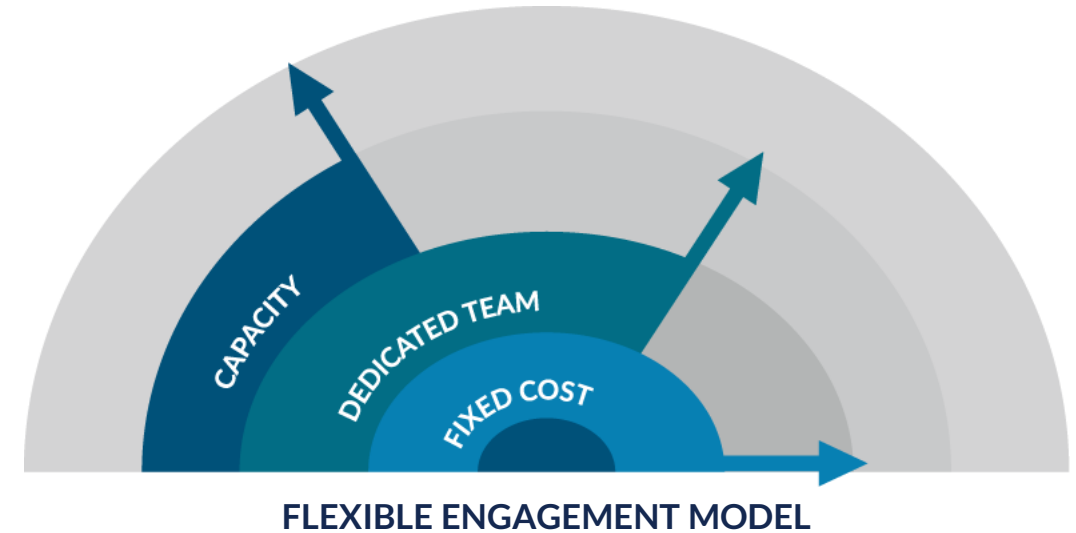 CAPACITY
DEDICATED TEAM
FIXED COST
FLEXIBLE ENGAGEMENT MODEL